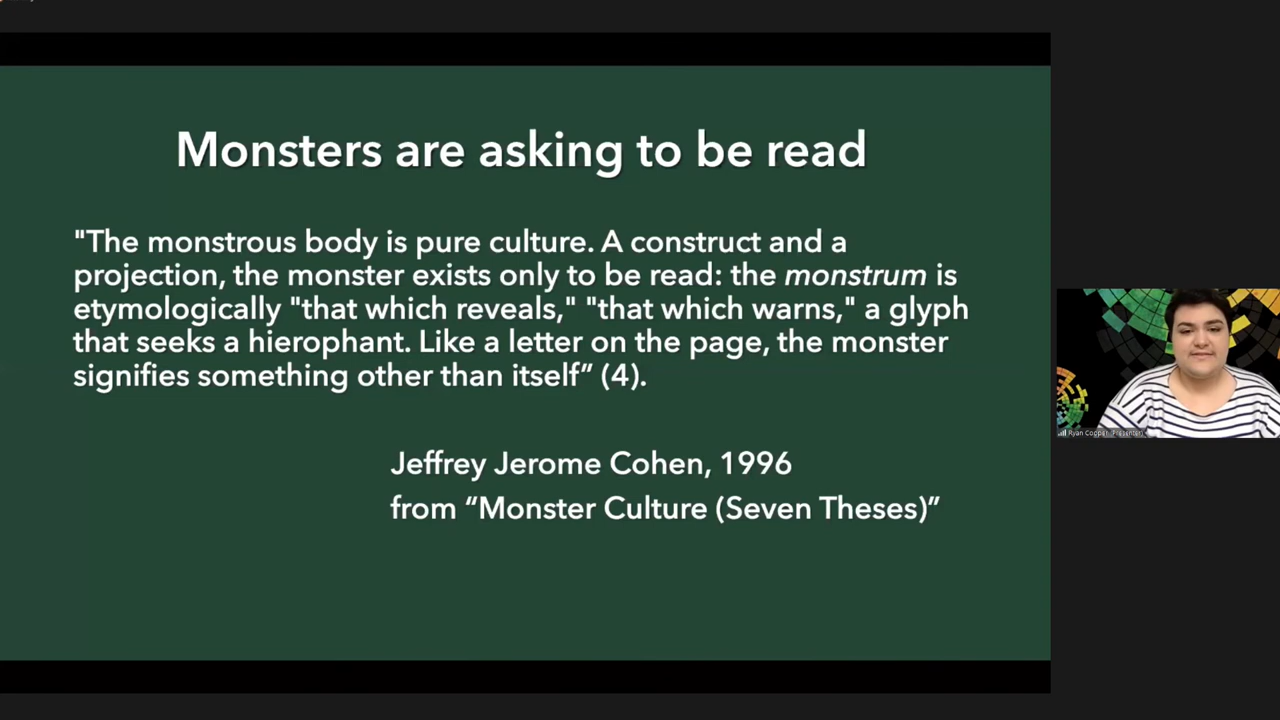 Monsters are asking to be read
"The monstrous body is pure culture. A construct and a
projection, the monster exists only to be read: the monstrum is
etymologically "that which reveals," "that which warns," a glyph
that seeks a hierophant. Like a letter on the page, the monster
signifies something other than itself” (4).
Jeffrey Jerome Cohen, 1996
from “Monster Culture (Seven Theses)”
Ryan Copper (Presenter)